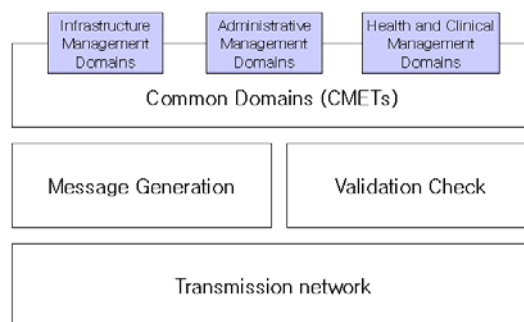 Infrastructure
Management
Domains
Administrative
Management
Domains
Health and Clinical
Management
Domains
Common Domains (CMETs)
Message Generation
Validation Check
Transmission network